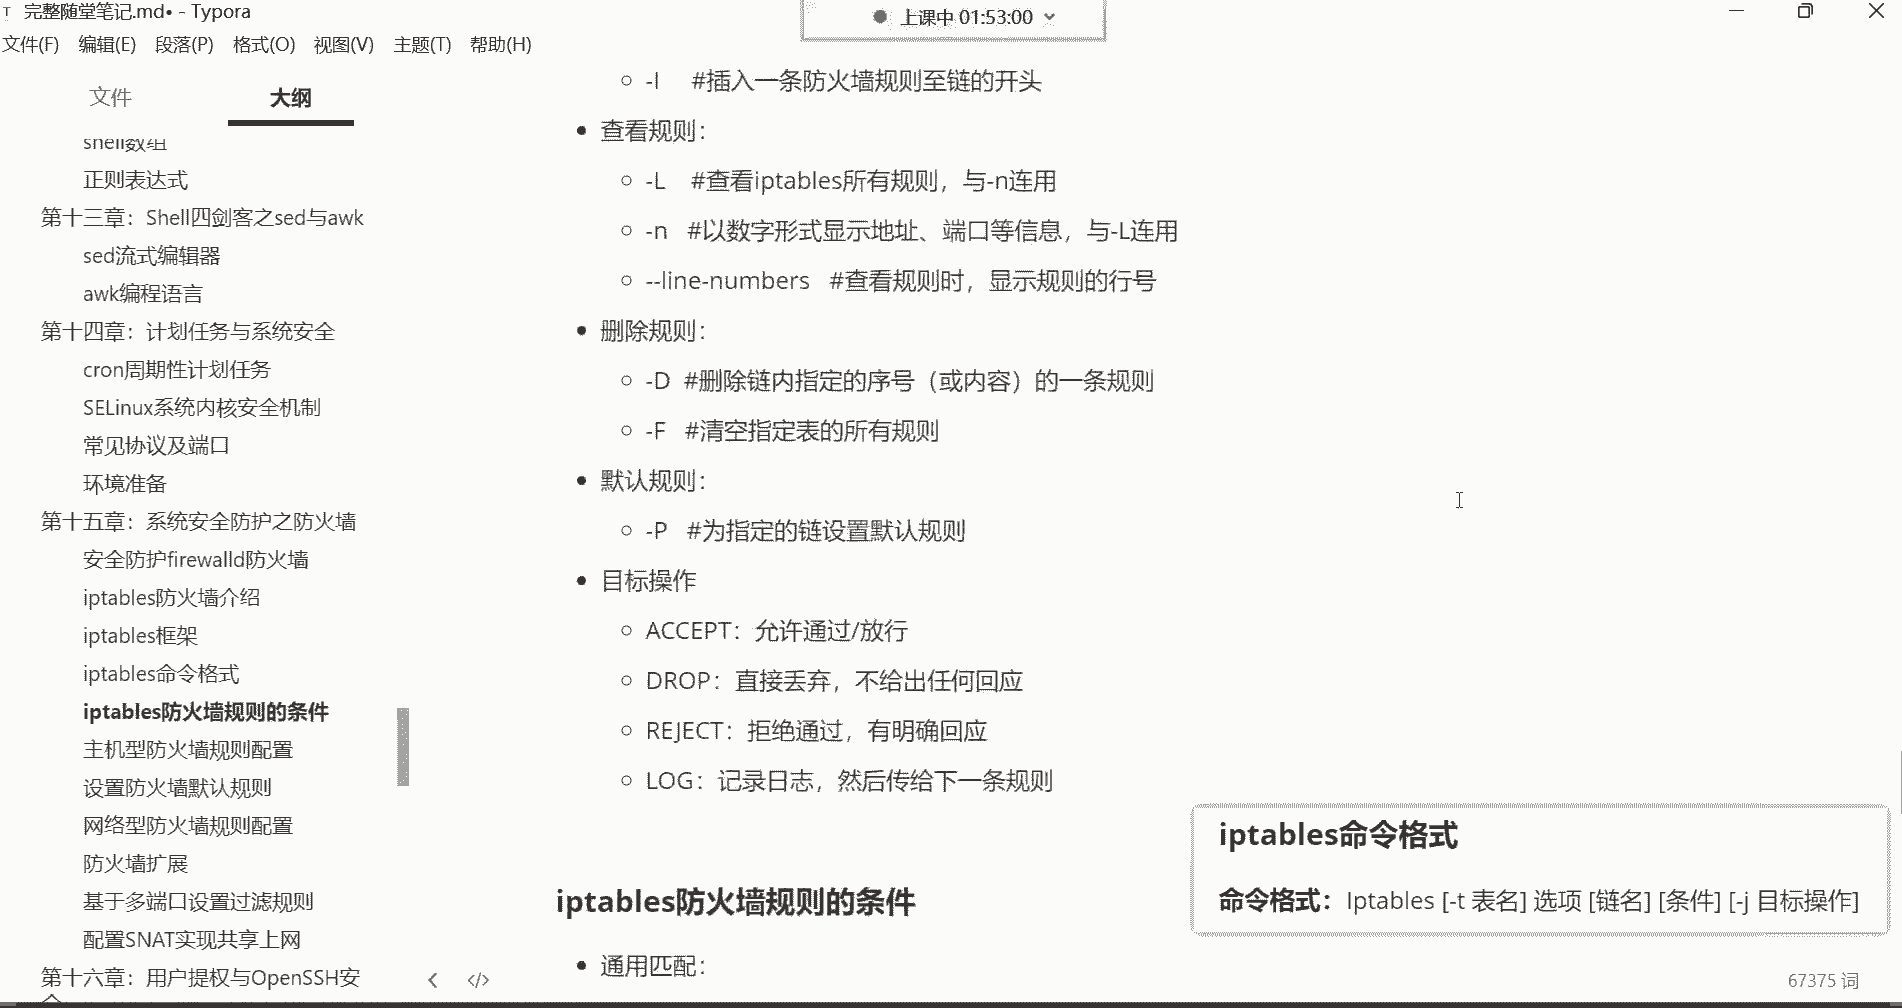 T 完整随堂笔记.md• - Typora
上课中 01:53:00
文件(F) 编辑(E) 段落(P) 格式(O) 视图(V) 主题(T) 帮助(H)
文件 大纲
shell数组
正则表达式
第十三章：Shell四剑客之sed与awk
sed流式编辑器
awk编程语言
第十四章：计划任务与系统安全
cron周期性计划任务
SELinux系统内核安全机制
常见协议及端口
环境准备
第十五章：系统安全防护之防火墙
安全防护firewalld防火墙
iptables防火墙介绍
iptables框架
iptables命令格式
iptables防火墙规则的条件
主机型防火墙规则配置
设置防火墙默认规则
网络型防火墙规则配置
防火墙扩展
基于多端口设置过滤规则
配置SNAT实现共享上网
第十六章：用户提权与OpenSSH安
-I #插入一条防火墙规则至链的开头
查看规则：
-L #查看iptables所有规则，与-n连用
-n #以数字形式显示地址、端口等信息，与-L连用
--line-numbers #查看规则时，显示规则的行号
删除规则：
-D #删除链内指定的序号（或内容）的一条规则
-F #清空指定表的所有规则
默认规则：
-P #为指定的链设置默认规则
目标操作
ACCEPT：允许通过/放行
DROP：直接丢弃，不给出任何回应
REJECT：拒绝通过，有明确回应
LOG：记录日志，然后传给下一条规则
iptables防火墙规则的条件
通用匹配：
iptables命令格式
命令格式：Iptables [-t 表名] 选项 [链名] [条件] [-j 目标操作]
67375 词